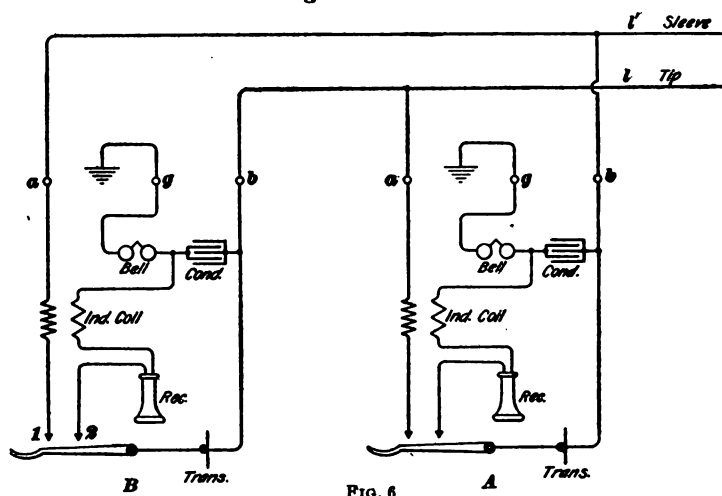 l' Sleeve
l Tip
a g b a g b
Bell Cond. Bell Cond.
Ind. Coil Ind. Coil
Rec. Rec.
1 2
Trans. Trans.
B A
FIG. 6